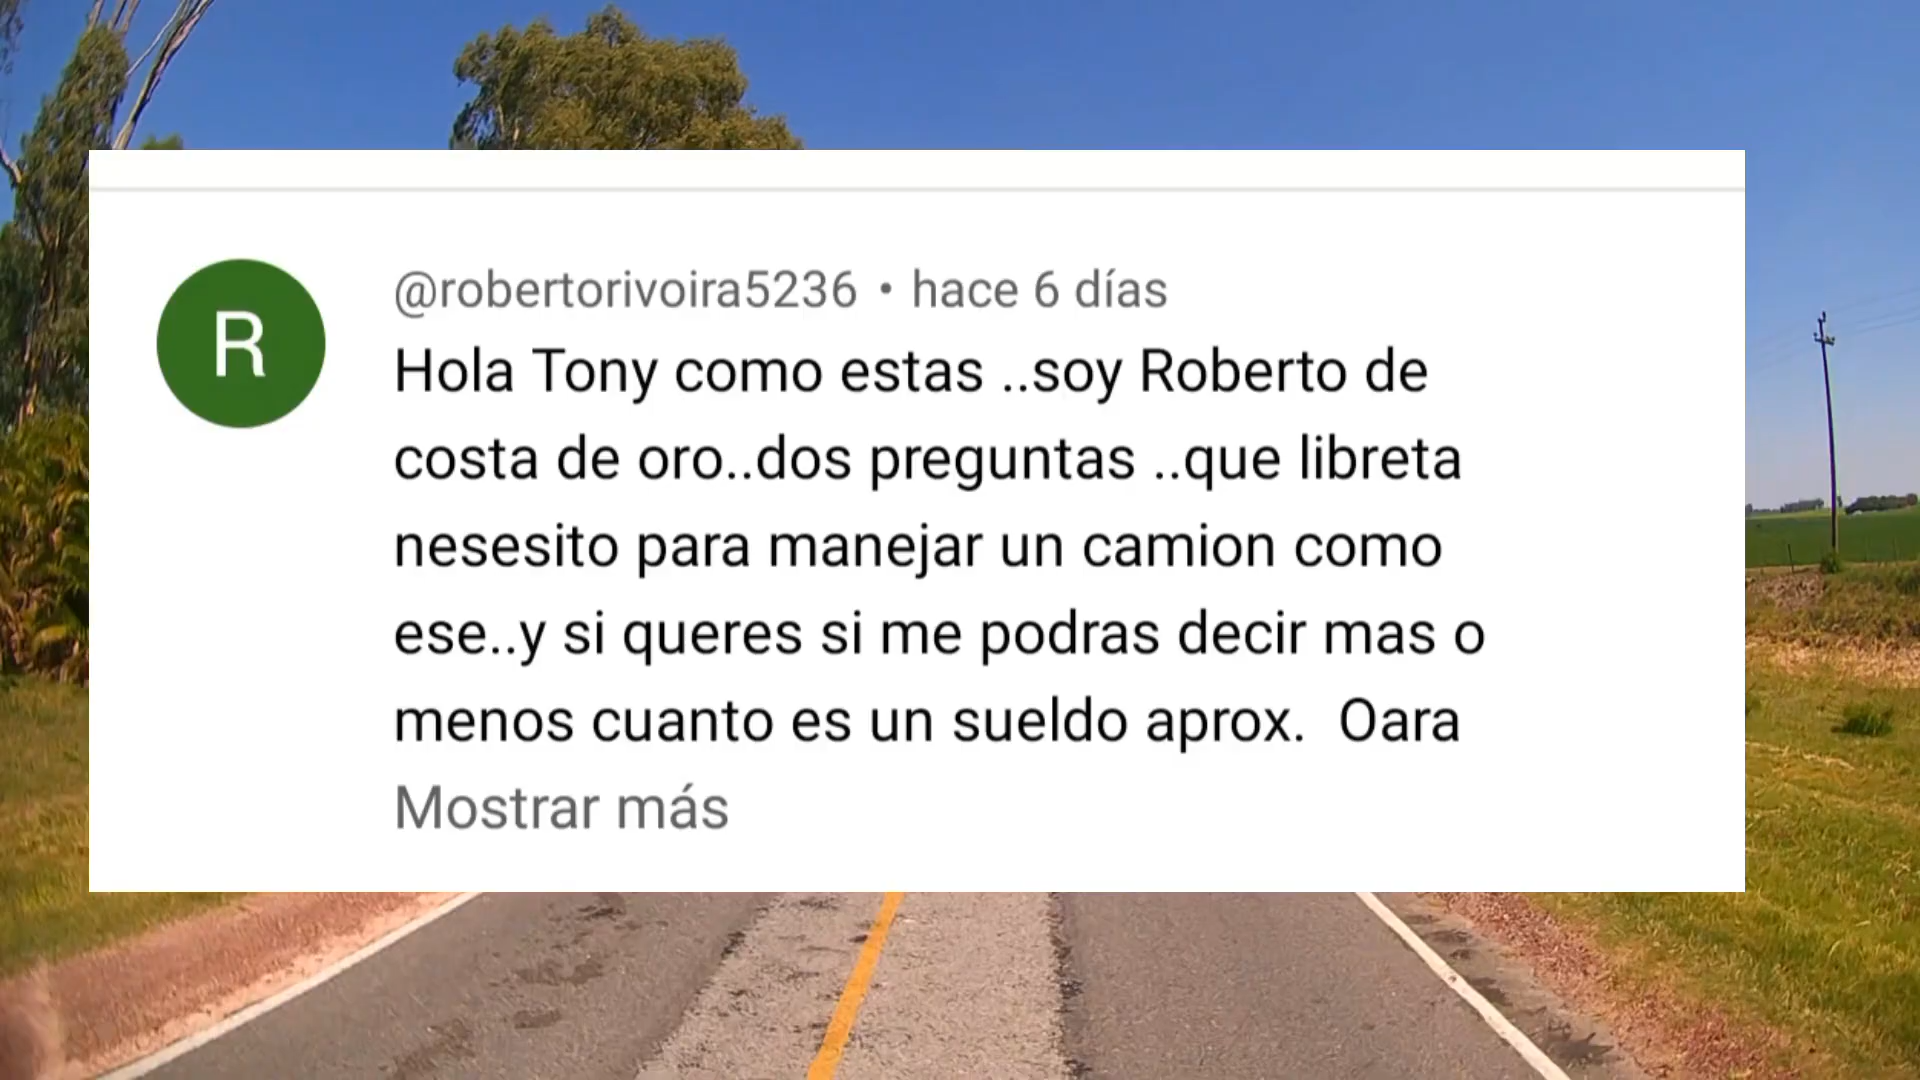 R
@robertorivoira5236 • hace 6 días
Hola Tony como estas ..soy Roberto de
costa de oro..dos preguntas ..que libreta
nesesito para manejar un camion como
ese..y si queres si me podras decir mas o
menos cuanto es un sueldo aprox.  Oara
Mostrar más